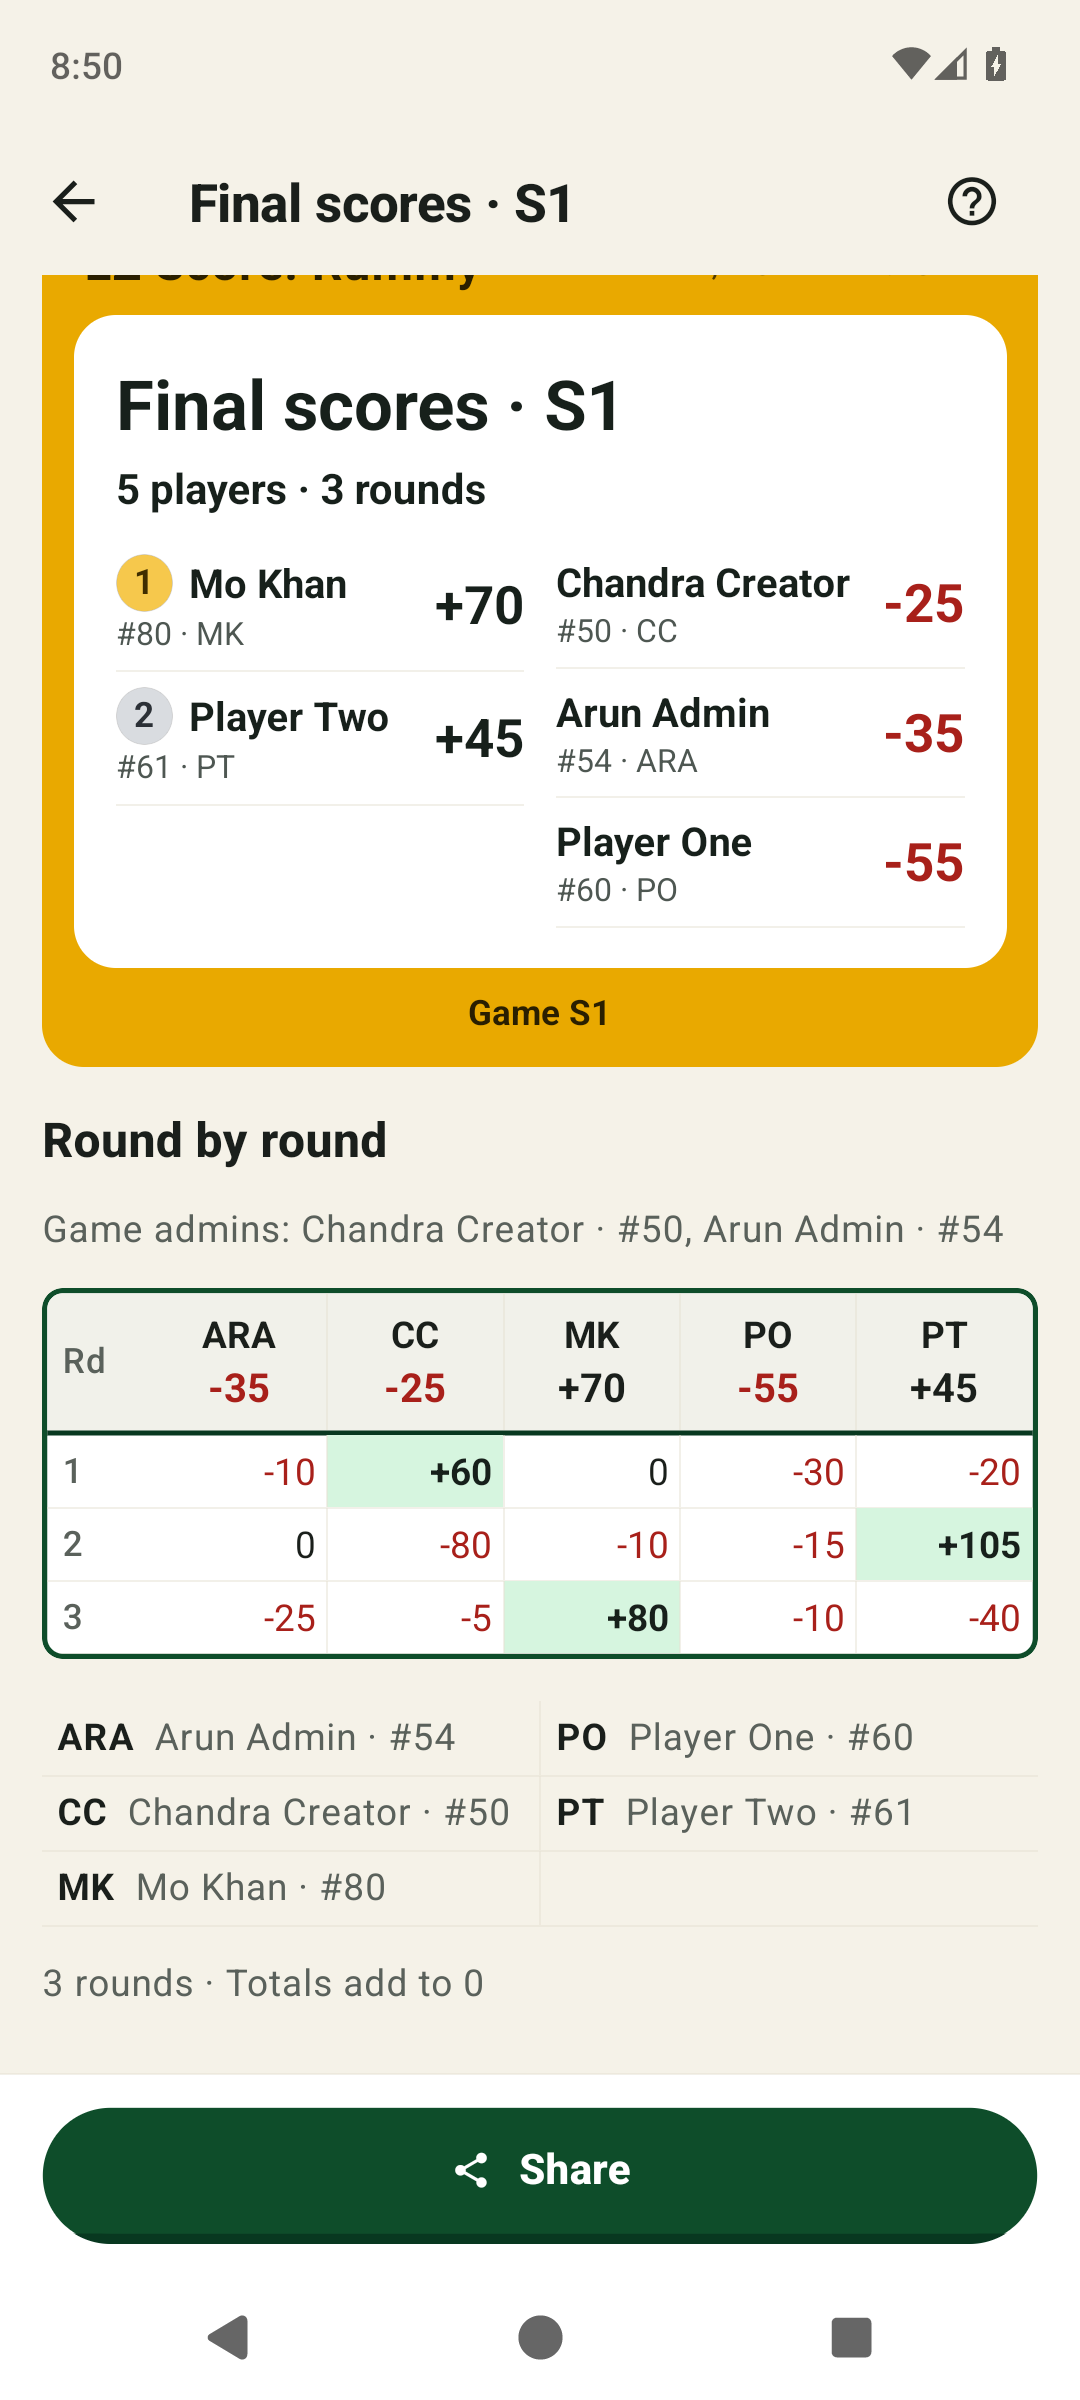 8:50
Final scores · S1
Final scores · S1
5 players · 3 rounds
1 Mo Khan +70
#80 · MK
2 Player Two +45
#61 · PT
Chandra Creator -25
#50 · CC
Arun Admin -35
#54 · ARA
Player One -55
#60 · PO
Game S1
Round by round
Game admins: Chandra Creator · #50, Arun Admin · #54
Rd ARA CC MK PO PT
-35 -25 +70 -55 +45
1 -10 +60 0 -30 -20
2 0 -80 -10 -15 +105
3 -25 -5 +80 -10 -40
ARA Arun Admin · #54 PO Player One · #60
CC Chandra Creator · #50 PT Player Two · #61
MK Mo Khan · #80
3 rounds · Totals add to 0
Share